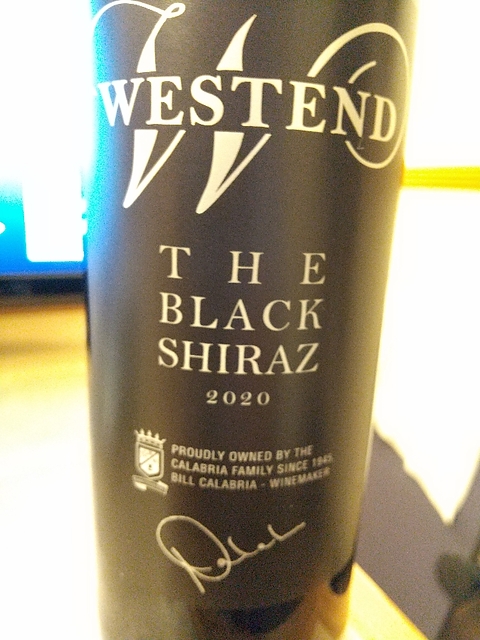 WESTEND
THE
BLACK
SHIRAZ
2020
PROUDLY OWNED BY THE
CALABRIA FAMILY SINCE 1945
BILL CALABRIA - WINEMAKER